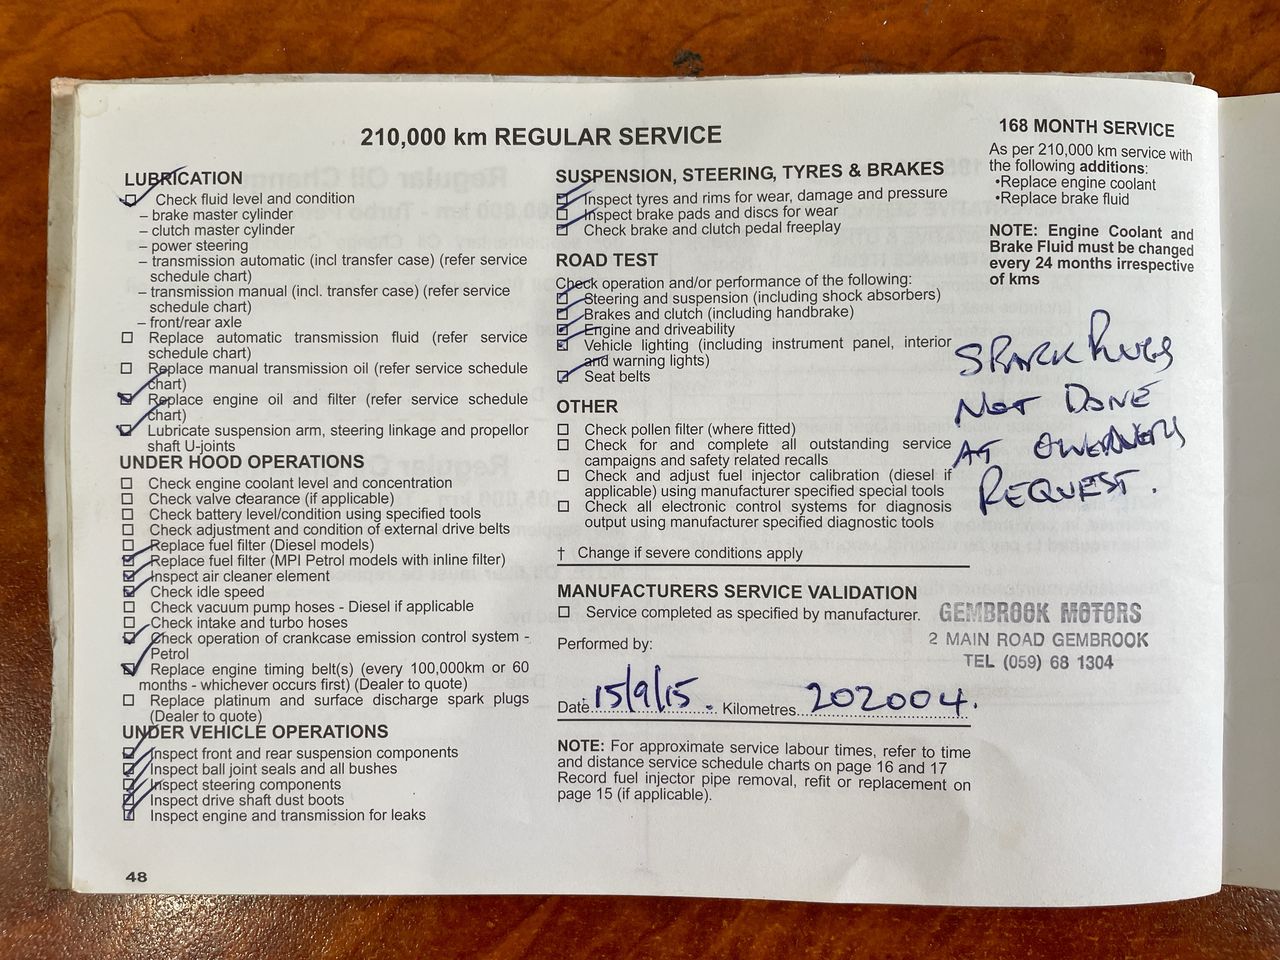 210,000 km REGULAR SERVICE
LUBRICATION
Check fluid level and condition
– brake master cylinder
– clutch master cylinder
– power steering
– transmission automatic (incl transfer case) (refer service
schedule chart)
– transmission manual (incl. transfer case) (refer service
schedule chart)
– front/rear axle
Replace automatic transmission fluid (refer service
schedule chart)
Replace manual transmission oil (refer service schedule
chart)
Replace engine oil and filter (refer service schedule
chart)
Lubricate suspension arm, steering linkage and propellor
shaft U-joints
UNDER HOOD OPERATIONS
Check engine coolant level and concentration
Check valve clearance (if applicable)
Check battery level/condition using specified tools
Check adjustment and condition of external drive belts
Replace fuel filter (Diesel models)
Replace fuel filter (MPI Petrol models with inline filter)
Inspect air cleaner element
Check idle speed
Check vacuum pump hoses - Diesel if applicable
Check intake and turbo hoses
Check operation of crankcase emission control system -
Petrol
Replace engine timing belt(s) (every 100,000km or 60
months - whichever occurs first) (Dealer to quote)
Replace platinum and surface discharge spark plugs
(Dealer to quote)
UNDER VEHICLE OPERATIONS
Inspect front and rear suspension components
Inspect ball joint seals and all bushes
Inspect steering components
Inspect drive shaft dust boots
Inspect engine and transmission for leaks
48
SUSPENSION, STEERING, TYRES & BRAKES
Inspect tyres and rims for wear, damage and pressure
Inspect brake pads and discs for wear
Check brake and clutch pedal freeplay
ROAD TEST
Check operation and/or performance of the following:
Steering and suspension (including shock absorbers)
Brakes and clutch (including handbrake)
Engine and driveability
Vehicle lighting (including instrument panel, interior
and warning lights)
Seat belts
OTHER
Check pollen filter (where fitted)
Check for and complete all outstanding service
campaigns and safety related recalls
Check and adjust fuel injector calibration (diesel if
applicable) using manufacturer specified special tools
Check all electronic control systems for diagnosis
output using manufacturer specified diagnostic tools
† Change if severe conditions apply
MANUFACTURERS SERVICE VALIDATION
Service completed as specified by manufacturer.
Performed by:
Date 15/9/15. Kilometres 202004.
NOTE: For approximate service labour times, refer to time
and distance service schedule charts on page 16 and 17
Record fuel injector pipe removal, refit or replacement on
page 15 (if applicable).
168 MONTH SERVICE
As per 210,000 km service with
the following additions:
•Replace engine coolant
•Replace brake fluid
NOTE: Engine Coolant and
Brake Fluid must be changed
every 24 months irrespective
of kms
SPARK PLUGS
NOT DONE
AT
REQUEST.
GEMBROOK MOTORS
2 MAIN ROAD GEMBROOK
TEL (059) 68 1304